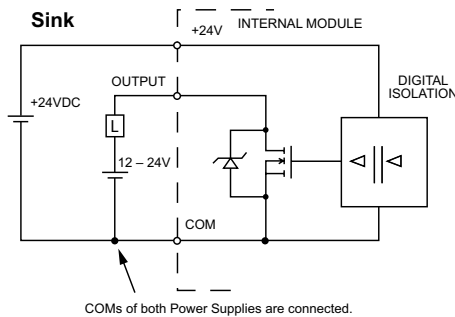 Sink
+24V
INTERNAL MODULE
OUTPUT
DIGITAL
ISOLATION
+24VDC
L
12 – 24V
COM
COMs of both Power Supplies are connected.